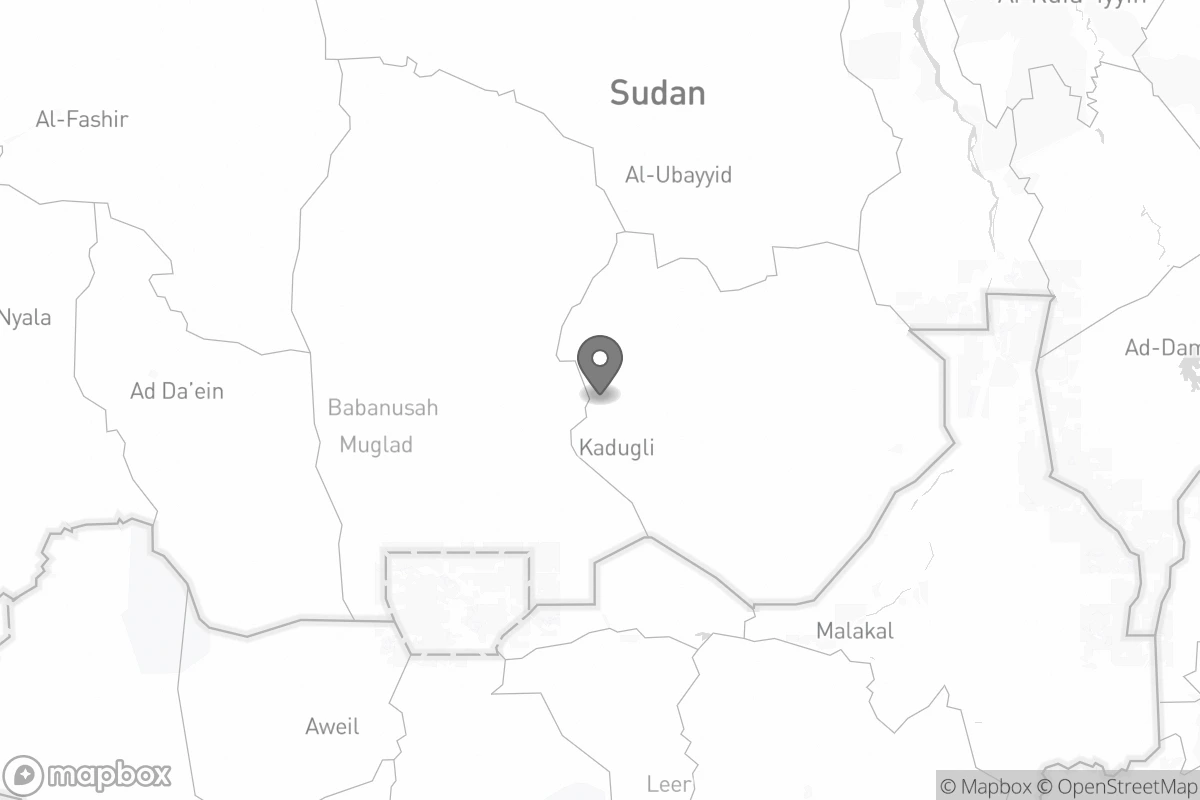 Sudan
Al-Fashir
Al-Ubayyid
Nyala
Ad-Dam
Ad Da'ein
Babanusah
Muglad
Kadugli
Malakal
Aweil
Leer
mapbox
© Mapbox © OpenStreetMap